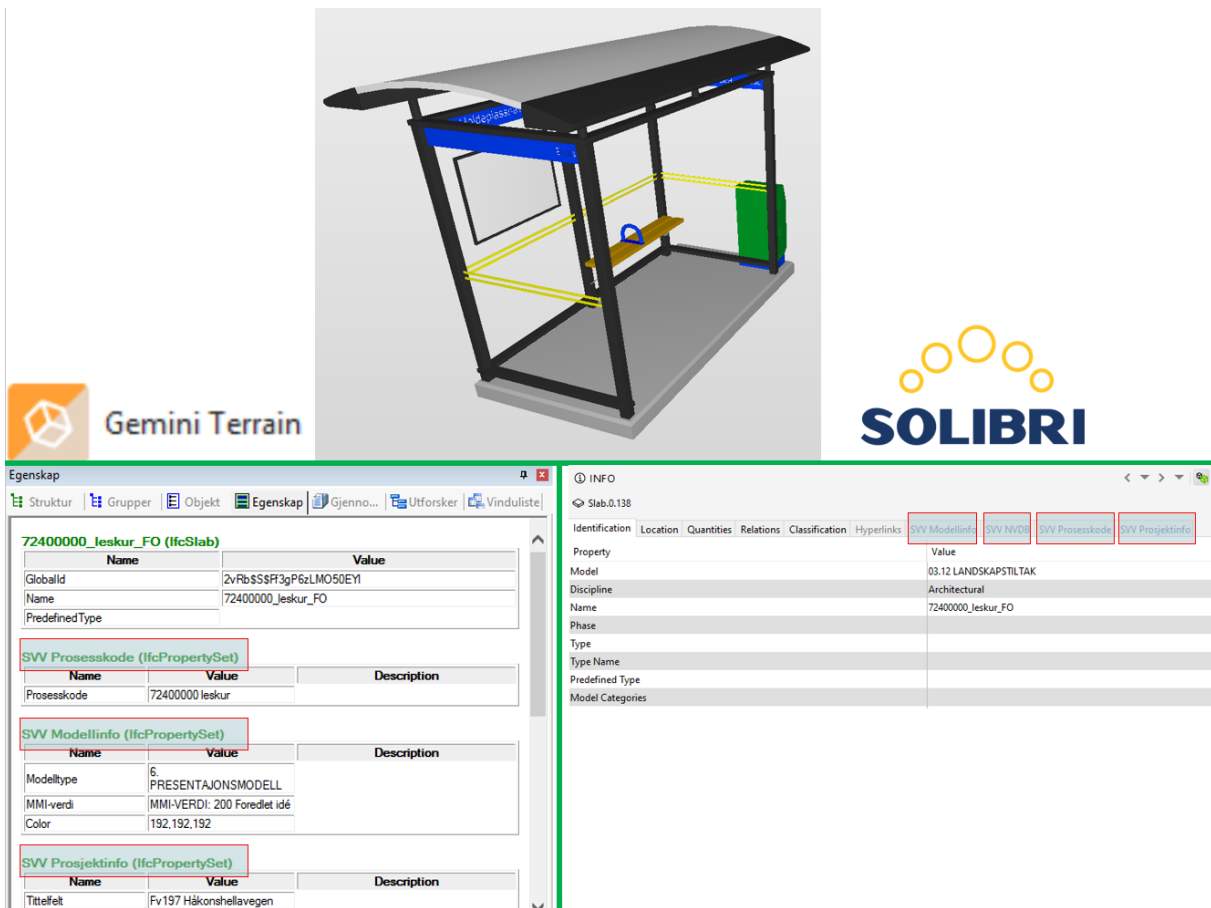 Gemini Terrain
SOLIBRI
Egenskap
Struktur Grupper Objekt Egenskap Gjenno... Utforsker Vinduliste
72400000_leskur_FO (IfcSlab)
Name Value
GlobalId
Name 72400000_leskur_FO
PredefinedType
SVV Prosesskode (IfcPropertySet)
Name Value Description
Prosesskode 72400000 leskur
SVV Modellinfo (IfcPropertySet)
Name Value Description
Modelltype 6.
PRESENTAJONSMODELL
MMI-verdi MMI-VERDI: 200 Foredlet idé
Color 192,192,192
SVV Prosjektinfo (IfcPropertySet)
Name Value Description
Tittelfelt Fv197 Håkonshellavegen
INFO
Slab.0.138
Identification Location Quantities Relations Classification Hyperlinks SVV Modellinfo SVV NVDB SVV Prosesskode SVV Prosjektinfo
Property Value
Model 03.12 LANDSKAPSTILTAK
Discipline Architectural
Name 72400000_leskur_FO
Phase
Type
Type Name
Predefined Type
Model Categories